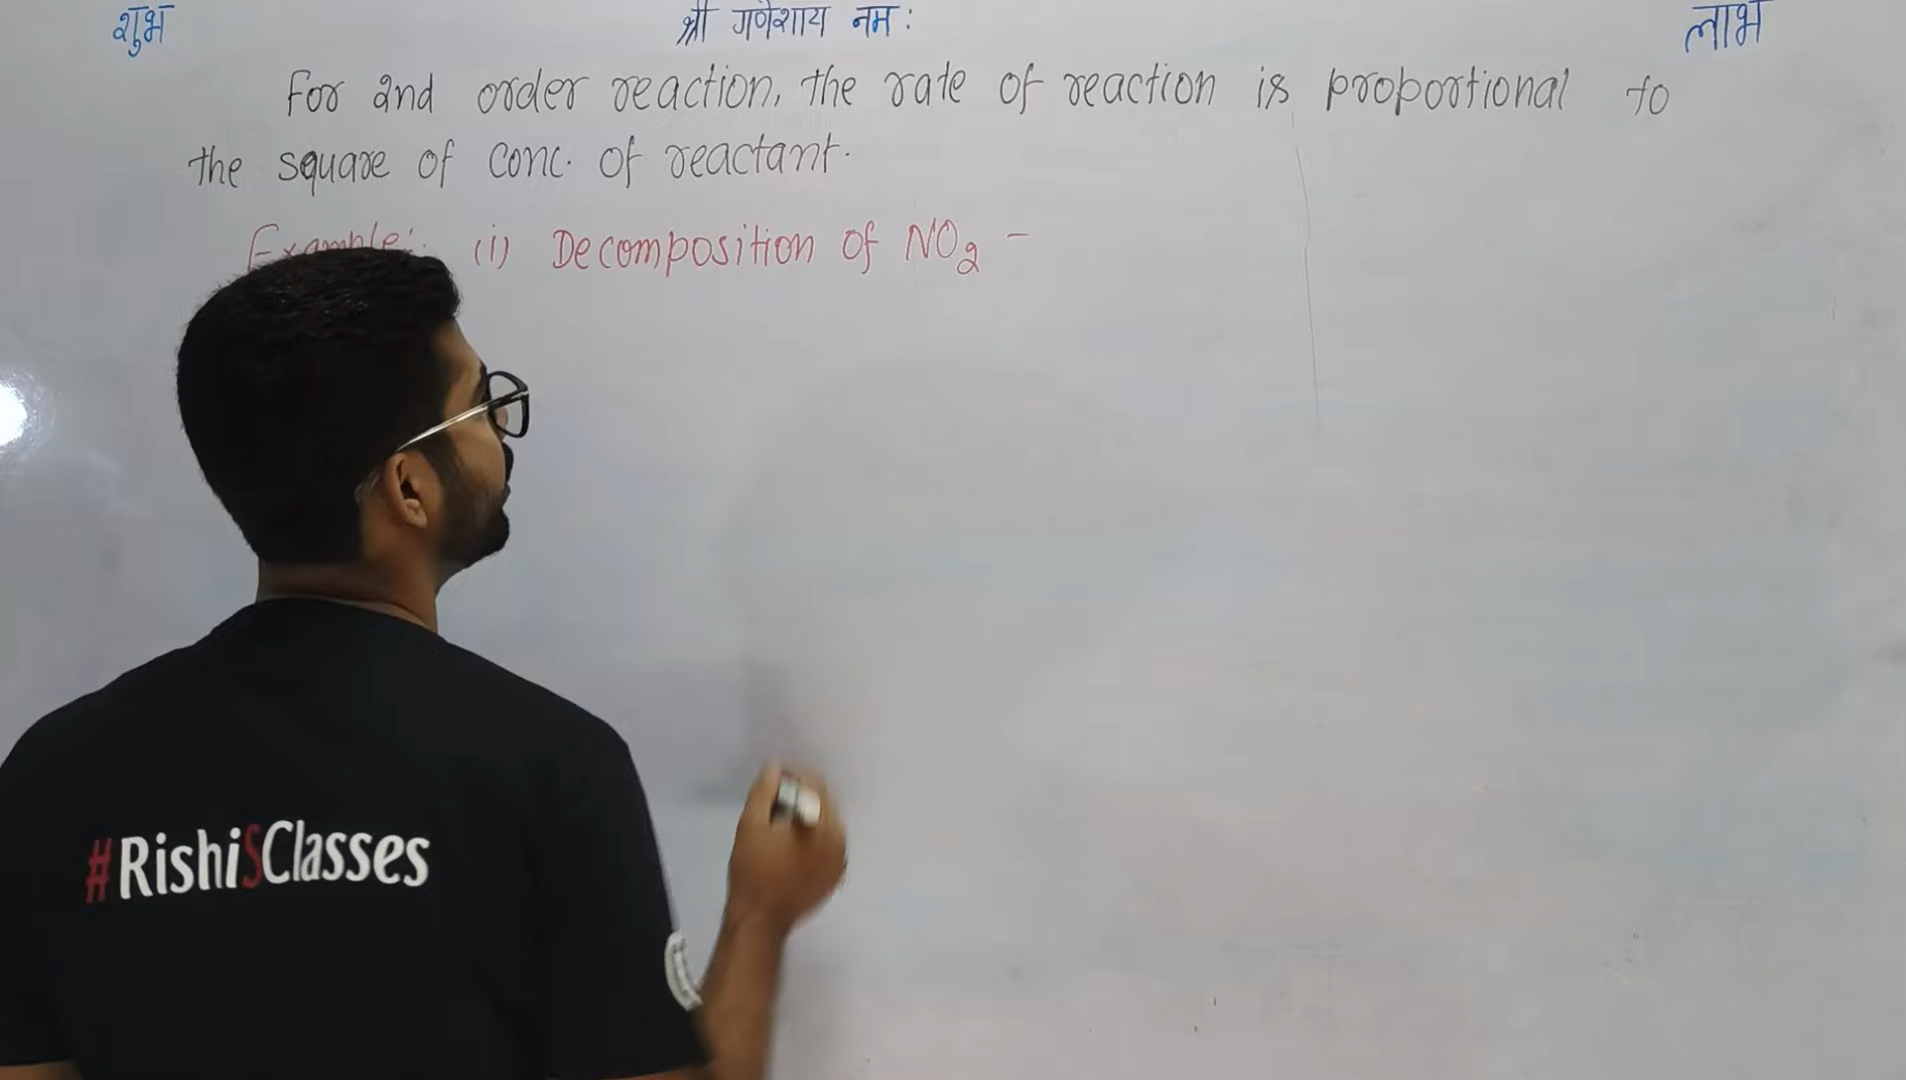 शुभ श्री गणेशाय नम: लाभ
For 2nd order reaction, the rate of reaction is proportional to
the square of conc. of reactant.
Example:. (i) Decomposition of NO₂ -
#RishiSClasses